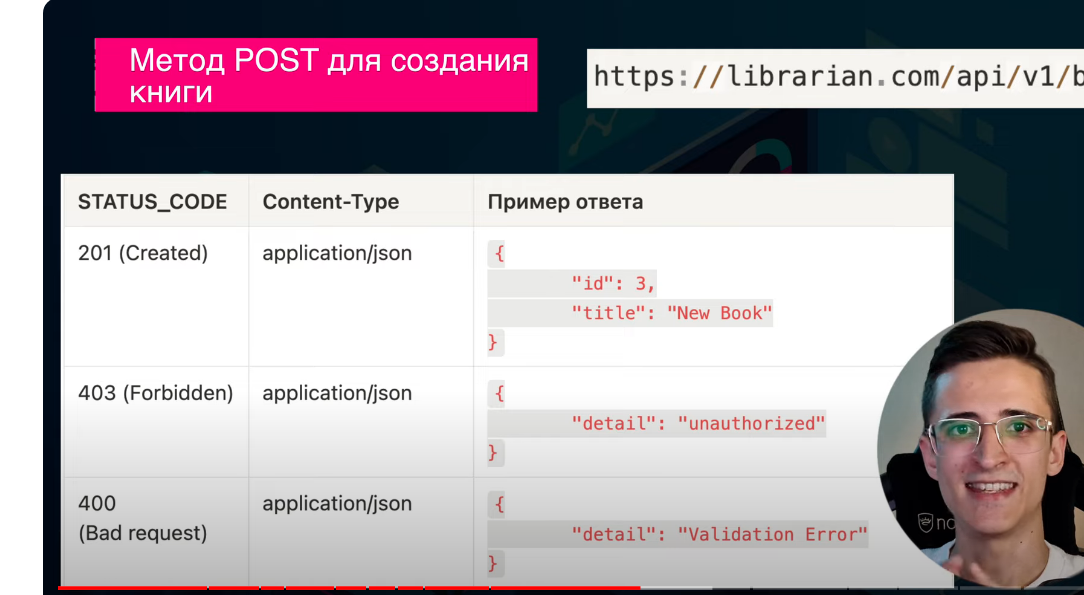 Метод POST для создания
книги
https://librarian.com/api/v1/b
STATUS_CODE Content-Type Пример ответа
201 (Created) application/json {
"id": 3,
"title": "New Book"
}
403 (Forbidden) application/json {
"detail": "unauthorized"
}
400 application/json {
(Bad request) "detail": "Validation Error"
}